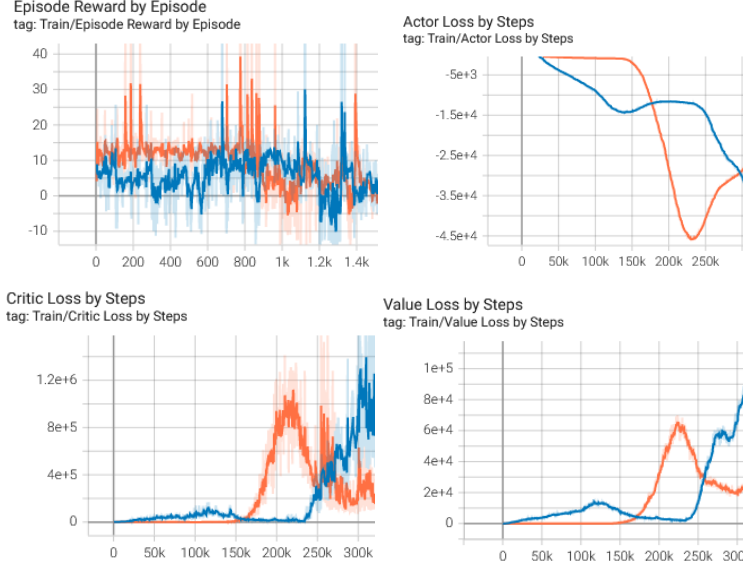 Episode Reward by Episode
tag: Train/Episode Reward by Episode
40
30
20
10
0
-10
0 200 400 600 800 1k 1.2k 1.4k
Actor Loss by Steps
tag: Train/Actor Loss by Steps
-5e+3
-1.5e+4
-2.5e+4
-3.5e+4
-4.5e+4
0 50k 100k 150k 200k 250k
Critic Loss by Steps
tag: Train/Critic Loss by Steps
1.2e+6
8e+5
4e+5
0
0 50k 100k 150k 200k 250k 300k
Value Loss by Steps
tag: Train/Value Loss by Steps
1e+5
8e+4
6e+4
4e+4
2e+4
0
0 50k 100k 150k 200k 250k 300k